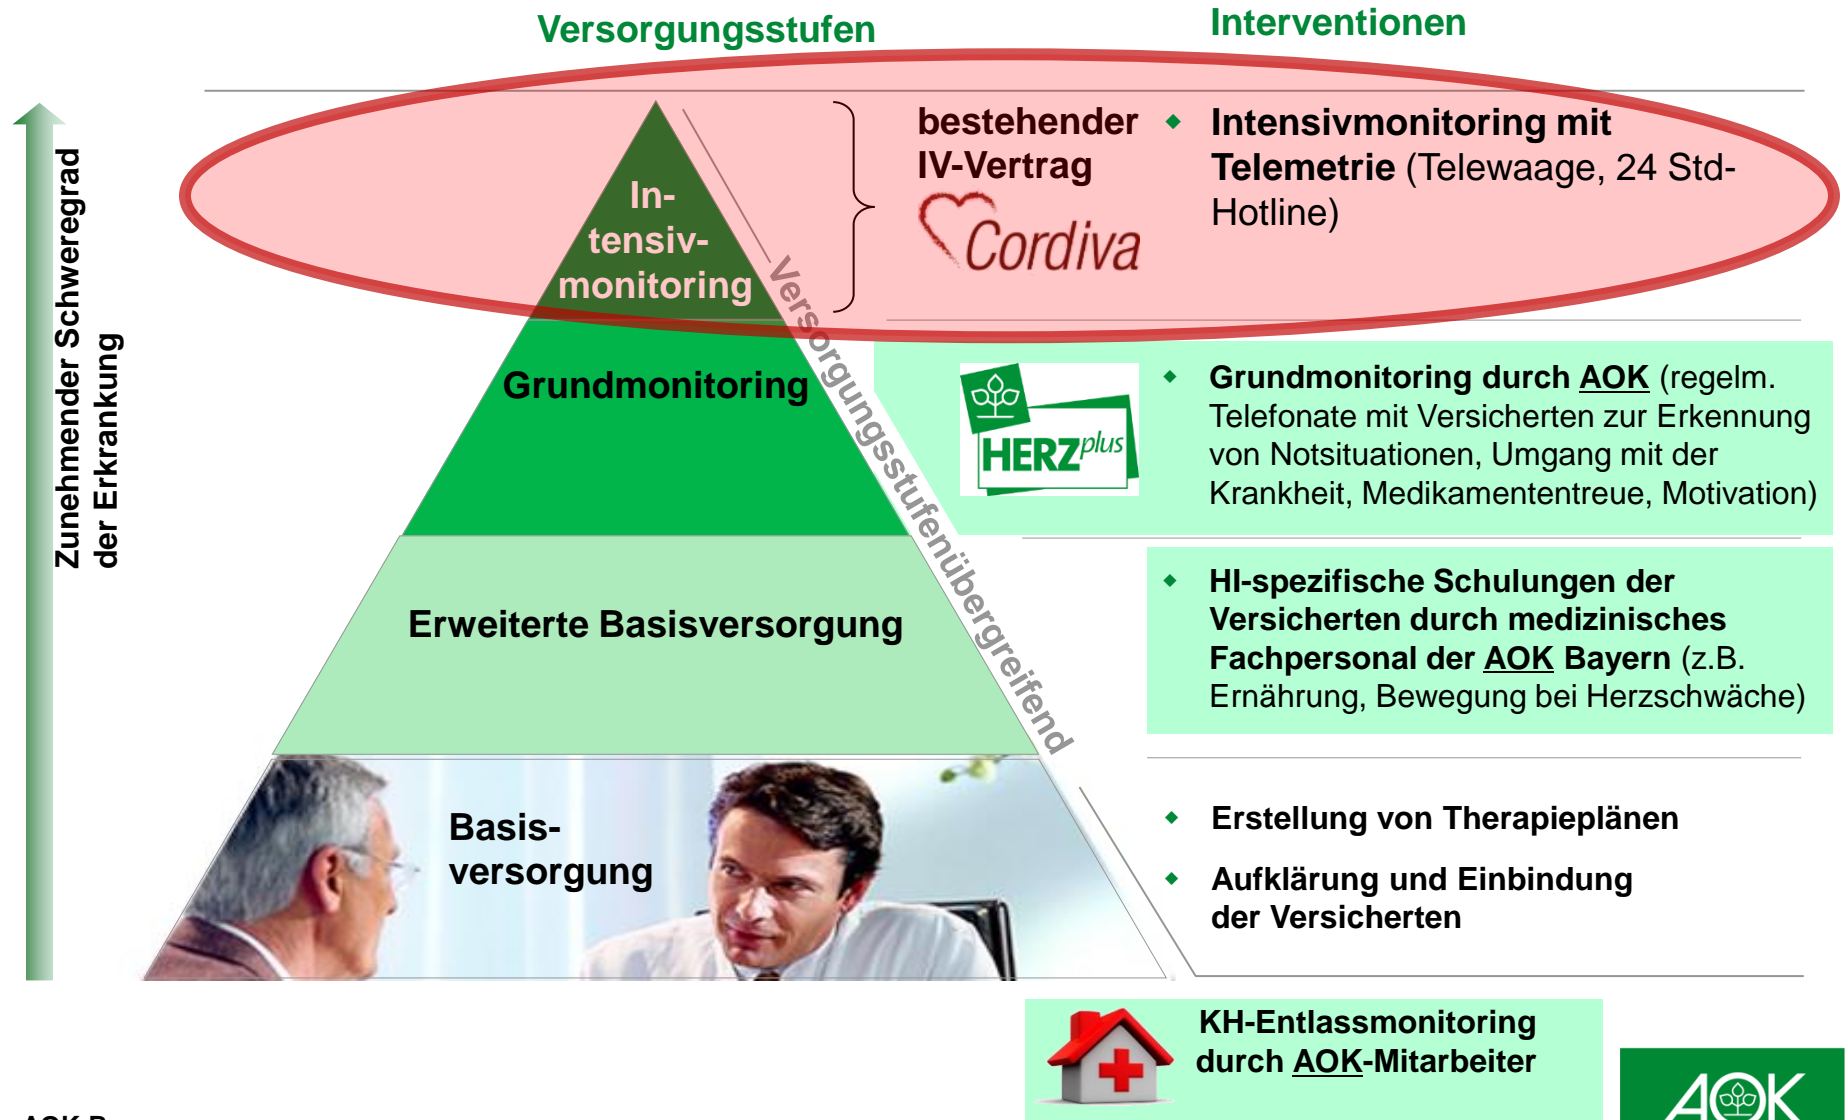 Versorgungsstufen
Interventionen
Zunehmender Schweregrad
der Erkrankung
In-
tensiv-
monitoring
bestehender
IV-Vertrag
Cordiva
◆ Intensivmonitoring mit
Telemetrie (Telewaage, 24 Std-
Hotline)
Versorgungsstufenübergreifend
Grundmonitoring
HERZplus
◆ Grundmonitoring durch AOK (regelm.
Telefonate mit Versicherten zur Erkennung
von Notsituationen, Umgang mit der
Krankheit, Medikamententreue, Motivation)
Erweiterte Basisversorgung
◆ HI-spezifische Schulungen der
Versicherten durch medizinisches
Fachpersonal der AOK Bayern (z.B.
Ernährung, Bewegung bei Herzschwäche)
Basis-
versorgung
◆ Erstellung von Therapieplänen
◆ Aufklärung und Einbindung
der Versicherten
KH-Entlassmonitoring
durch AOK-Mitarbeiter
AOK